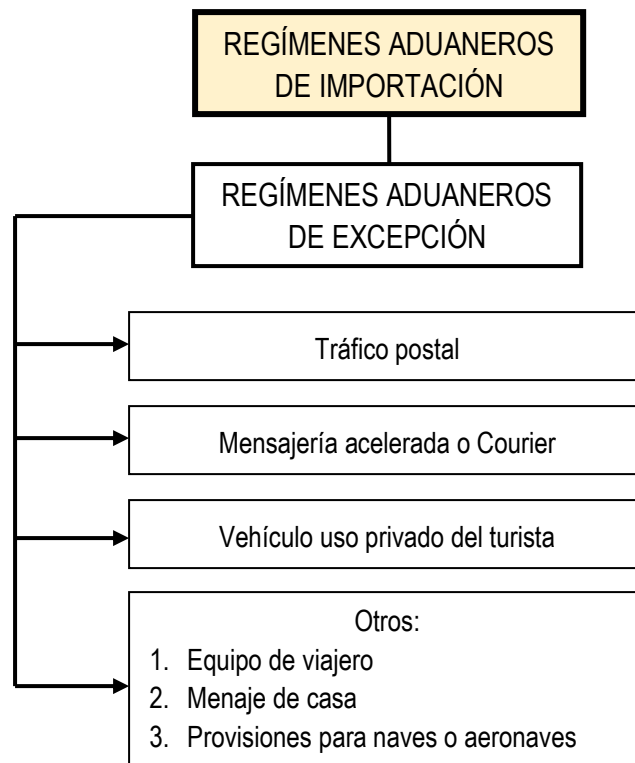 REGÍMENES ADUANEROS
DE IMPORTACIÓN
REGÍMENES ADUANEROS
DE EXCEPCIÓN
Tráfico postal
Mensajería acelerada o Courier
Vehículo uso privado del turista
Otros:
1. Equipo de viajero
2. Menaje de casa
3. Provisiones para naves o aeronaves